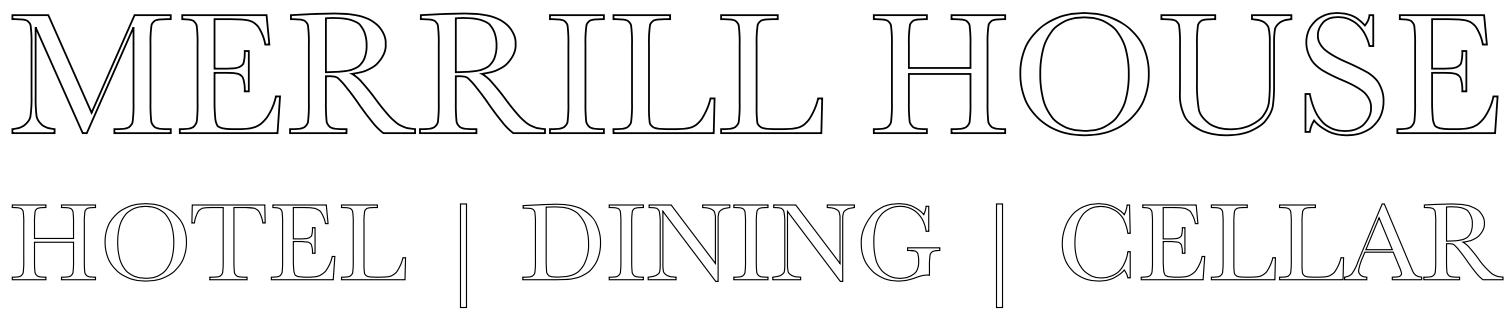 MERRILL HOUSE
HOTEL | DINING | CELLAR